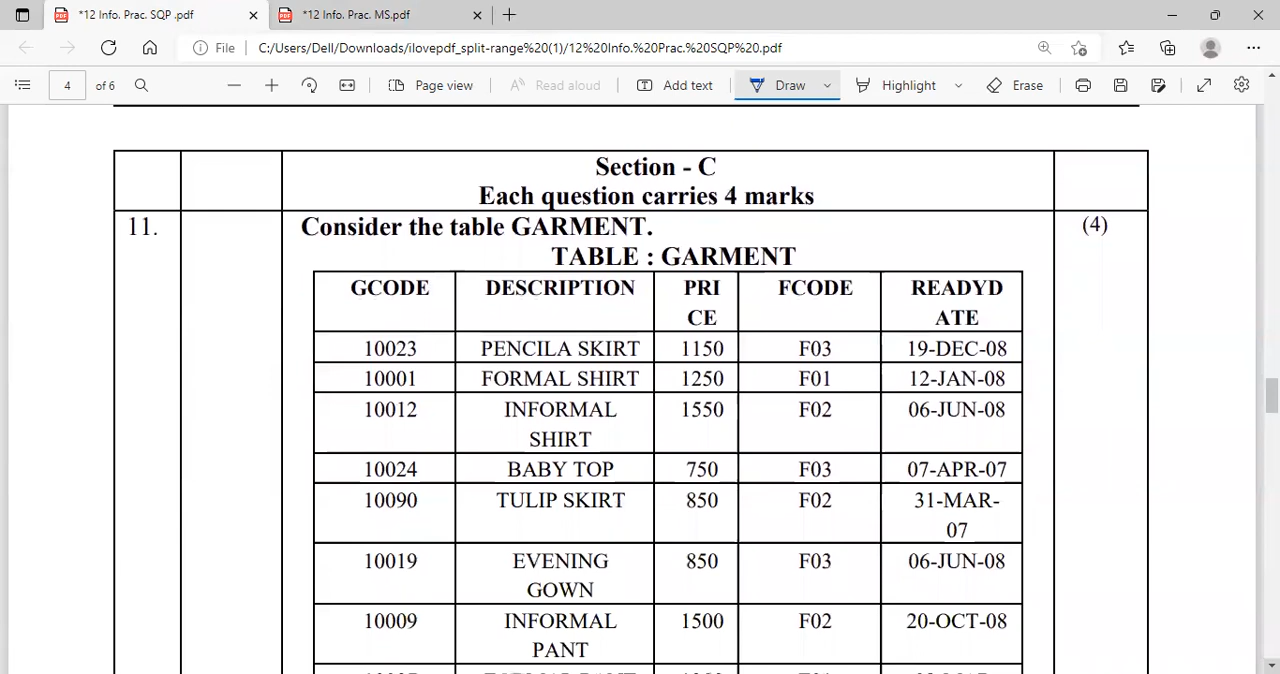 *12 Info. Prac. SQP .pdf
*12 Info. Prac. MS.pdf
File C:/Users/Dell/Downloads/ilovepdf_split-range%20(1)/12%20Info.%20Prac.%20SQP%20.pdf
4 of 6 Page view Read aloud Add text Draw Highlight Erase
Section - C
Each question carries 4 marks
11. Consider the table GARMENT. (4)
TABLE : GARMENT
GCODE DESCRIPTION PRI FCODE READYD
CE ATE
10023 PENCILA SKIRT 1150 F03 19-DEC-08
10001 FORMAL SHIRT 1250 F01 12-JAN-08
10012 INFORMAL 1550 F02 06-JUN-08
SHIRT
10024 BABY TOP 750 F03 07-APR-07
10090 TULIP SKIRT 850 F02 31-MAR-
07
10019 EVENING 850 F03 06-JUN-08
GOWN
10009 INFORMAL 1500 F02 20-OCT-08
PANT